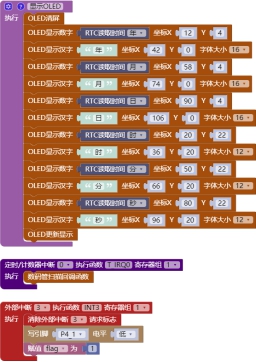 显示OLED
执行 OLED清屏
OLED显示数字 RTC读取时间 年 坐标X 12 Y 4
OLED显示汉字 “ 年 ” 坐标X 42 Y 0 字体大小 16
OLED显示数字 RTC读取时间 月 坐标X 58 Y 4
OLED显示汉字 “ 月 ” 坐标X 74 Y 0 字体大小 16
OLED显示数字 RTC读取时间 日 坐标X 90 Y 4
OLED显示汉字 “ 日 ” 坐标X 106 Y 0 字体大小 16
OLED显示数字 RTC读取时间 时 坐标X 20 Y 22
OLED显示汉字 “ 时 ” 坐标X 36 Y 20 字体大小 12
OLED显示数字 RTC读取时间 分 坐标X 50 Y 22
OLED显示汉字 “ 分 ” 坐标X 66 Y 20 字体大小 12
OLED显示数字 RTC读取时间 秒 坐标X 80 Y 22
OLED显示汉字 “ 秒 ” 坐标X 96 Y 20 字体大小 12
OLED更新显示
定时/计数器中断 0 执行函数 T_IRQ0 寄存器组 1
执行 数码管扫描回调函数
外部中断 3 执行函数 INT3 寄存器组 1
执行 清除外部中断 3 请求标志
写引脚 P4_1 电平 低
赋值 flag 为 1